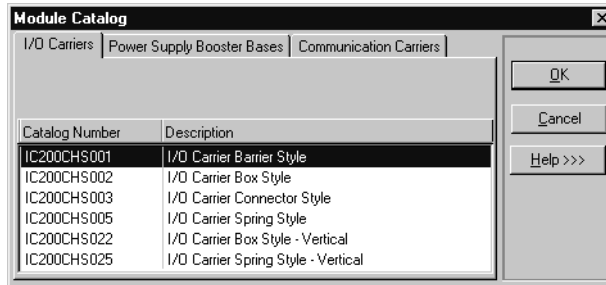 Module Catalog
I/O Carriers Power Supply Booster Bases Communication Carriers
OK
Cancel
Help >>>
Catalog Number Description
IC200CHS001 I/O Carrier Barrier Style
IC200CHS002 I/O Carrier Box Style
IC200CHS003 I/O Carrier Connector Style
IC200CHS005 I/O Carrier Spring Style
IC200CHS022 I/O Carrier Box Style - Vertical
IC200CHS025 I/O Carrier Spring Style - Vertical